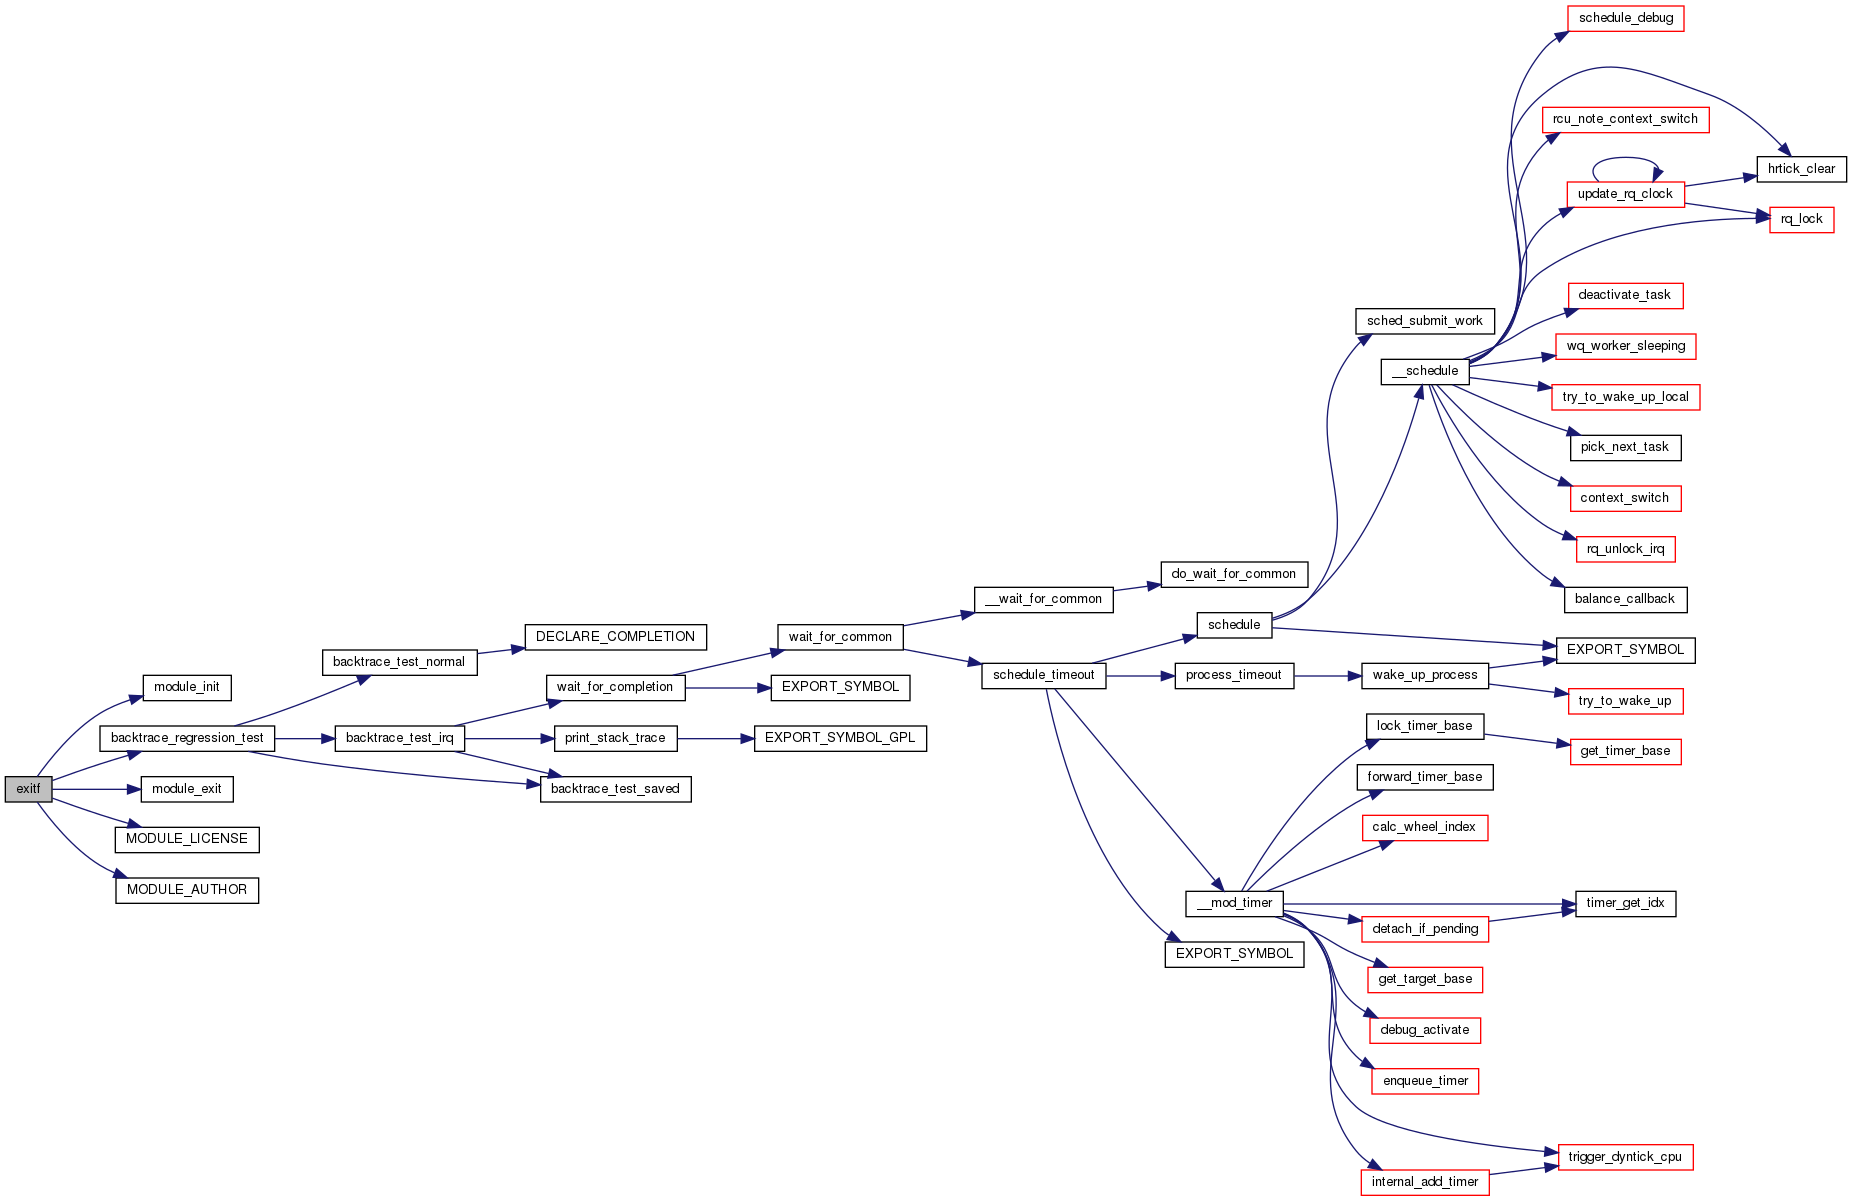 schedule_debug
rcu_note_context_switch
hrtick_clear
update_rq_clock
rq_lock
deactivate_task
sched_submit_work
wq_worker_sleeping
__schedule
try_to_wake_up_local
pick_next_task
context_switch
rq_unlock_irq
do_wait_for_common
__wait_for_common
balance_callback
schedule
DECLARE_COMPLETION
wait_for_common
EXPORT_SYMBOL
backtrace_test_normal
schedule_timeout
process_timeout
wake_up_process
module_init
wait_for_completion
EXPORT_SYMBOL
try_to_wake_up
lock_timer_base
backtrace_regression_test
backtrace_test_irq
print_stack_trace
EXPORT_SYMBOL_GPL
get_timer_base
forward_timer_base
exitf
module_exit
backtrace_test_saved
calc_wheel_index
MODULE_LICENSE
MODULE_AUTHOR
__mod_timer
timer_get_idx
detach_if_pending
EXPORT_SYMBOL
get_target_base
debug_activate
enqueue_timer
trigger_dyntick_cpu
internal_add_timer